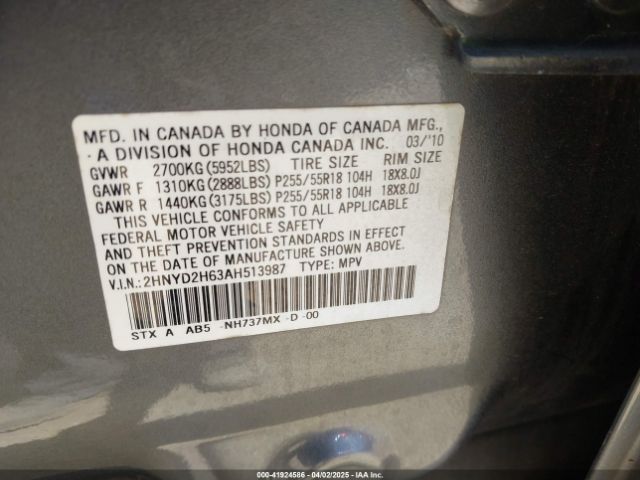 MFD. IN CANADA BY HONDA OF CANADA MFG.,
A DIVISION OF HONDA CANADA INC. 03/'10
GVWR 2700KG(5952LBS) TIRE SIZE RIM SIZE
GAWR F 1310KG(2888LBS) P255/55R18 104H 18X8.0J
GAWR R 1440KG(3175LBS) P255/55R18 104H 18X8.0J
THIS VEHICLE CONFORMS TO ALL APPLICABLE
FEDERAL MOTOR VEHICLE SAFETY
AND THEFT PREVENTION STANDARDS IN EFFECT
ON THE DATE OF MANUFACTURE SHOWN ABOVE.
V.I.N.: 2HNYD2H63AH513987 TYPE: MPV
STX A AB5 -NH737MX -D -00
000-41924586 - 04/02/2025 - IAA Inc.